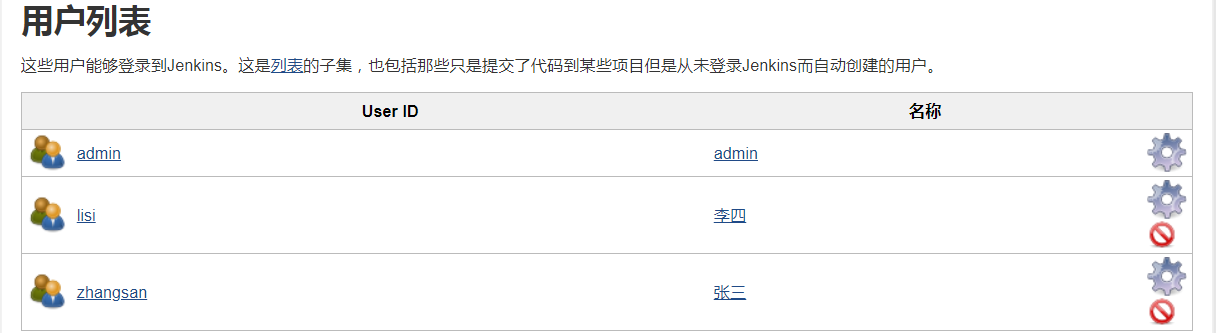 用户列表
这些用户能够登录到Jenkins。这是列表的子集，也包括那些只是提交了代码到某些项目但是从未登录Jenkins而自动创建的用户。
User ID 名称
admin admin
lisi 李四
zhangsan 张三